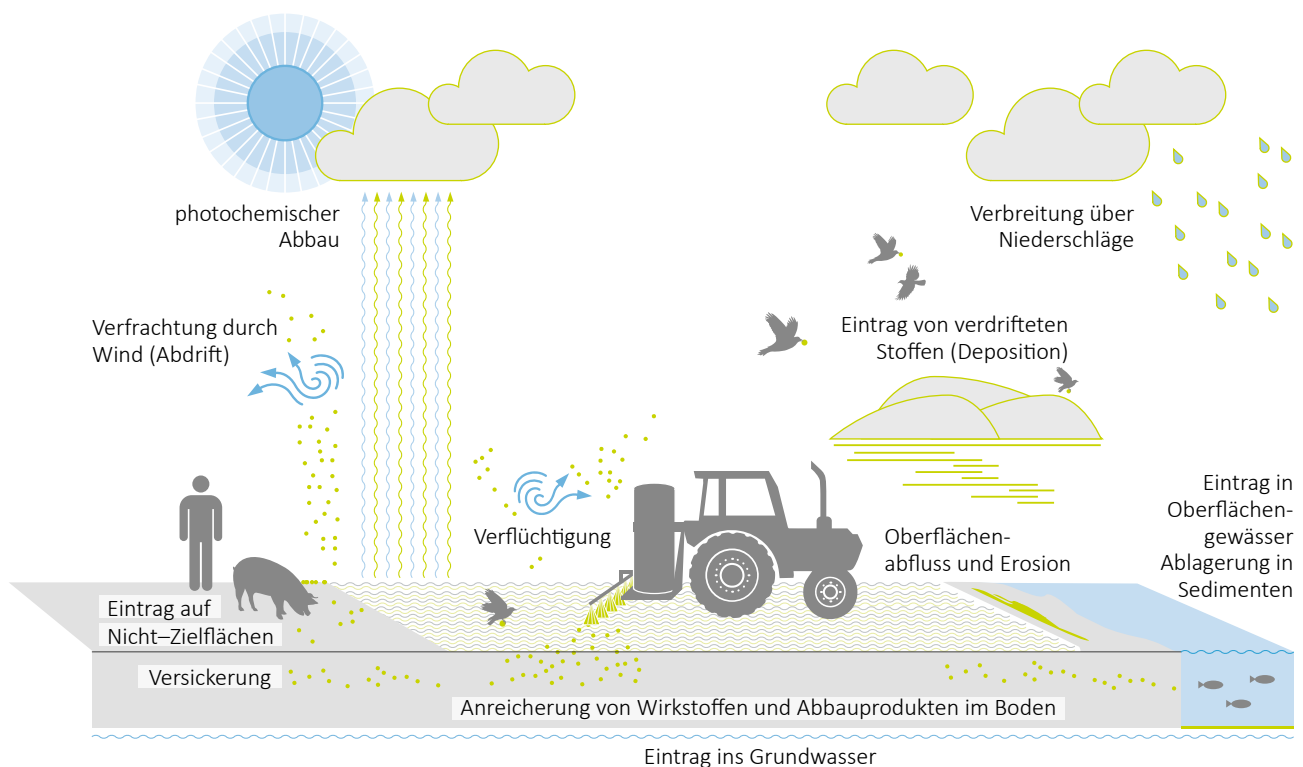 photochemischer
Abbau
Verbreitung über
Niederschläge
Verfrachtung durch
Wind (Abdrift)
Eintrag von verdrifteten
Stoffen (Deposition)
Verflüchtigung
Oberflächen-
abfluss und Erosion
Eintrag in
Oberflächen-
gewässer
Ablagerung in
Sedimenten
Eintrag auf
Nicht–Zielflächen
Versickerung
Anreicherung von Wirkstoffen und Abbauprodukten im Boden
Eintrag ins Grundwasser